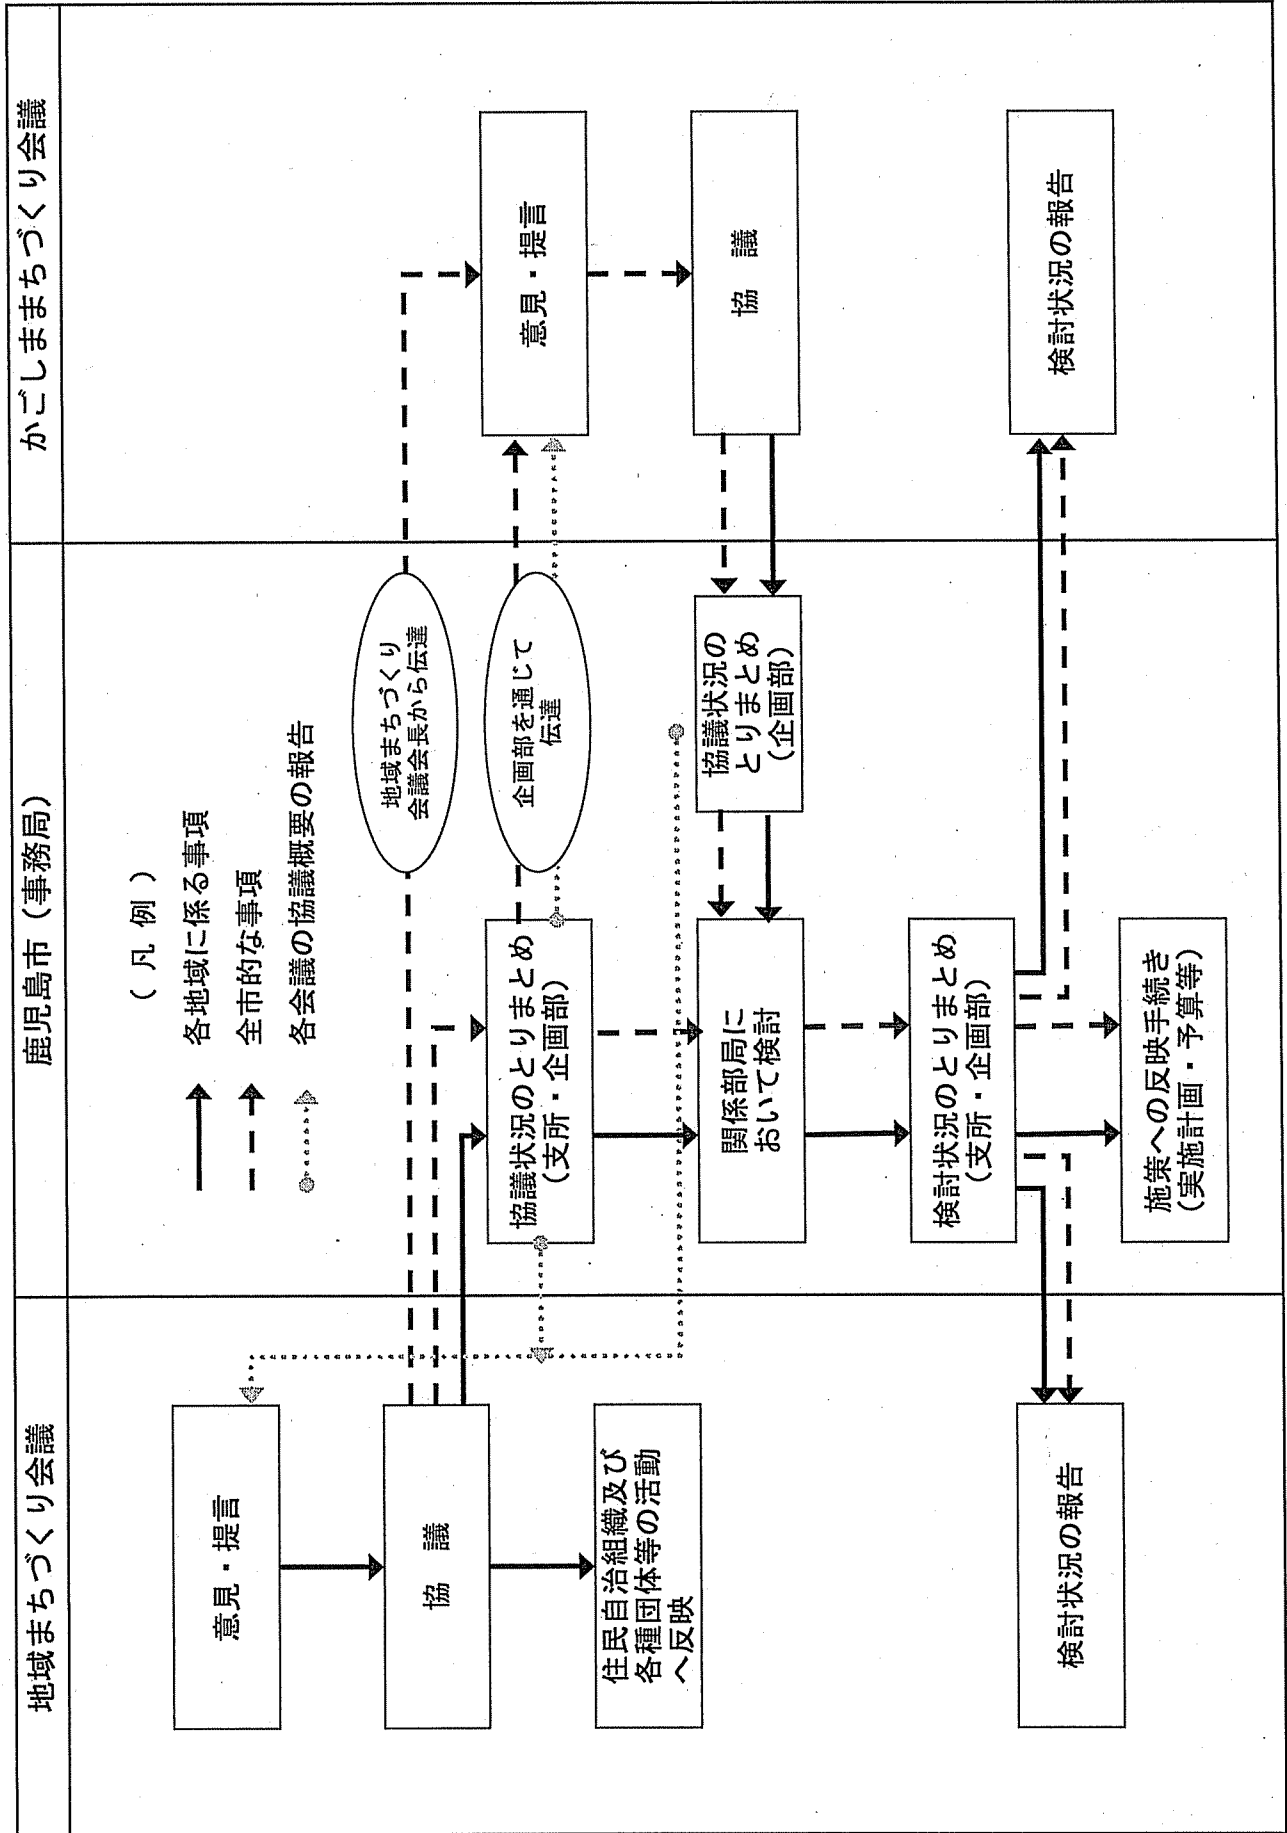 地域まちづくり会議
鹿児島市（事務局）
かごしままちづくり会議
意見・提言
協　議
住民自治組織及び
各種団体等の活動
へ反映
検討状況の報告
（凡 例）
各地域に係る事項
全市的な事項
各会議の協議概要の報告
地域まちづくり
会議会長から伝達
企画部を通じて
伝達
協議状況のとりまとめ
（支所・企画部）
協議状況の
とりまとめ
（企画部）
関係部局に
おいて検討
検討状況のとりまとめ
（支所・企画部）
施策への反映手続き
（実施計画・予算等）
意見・提言
協　議
検討状況の報告